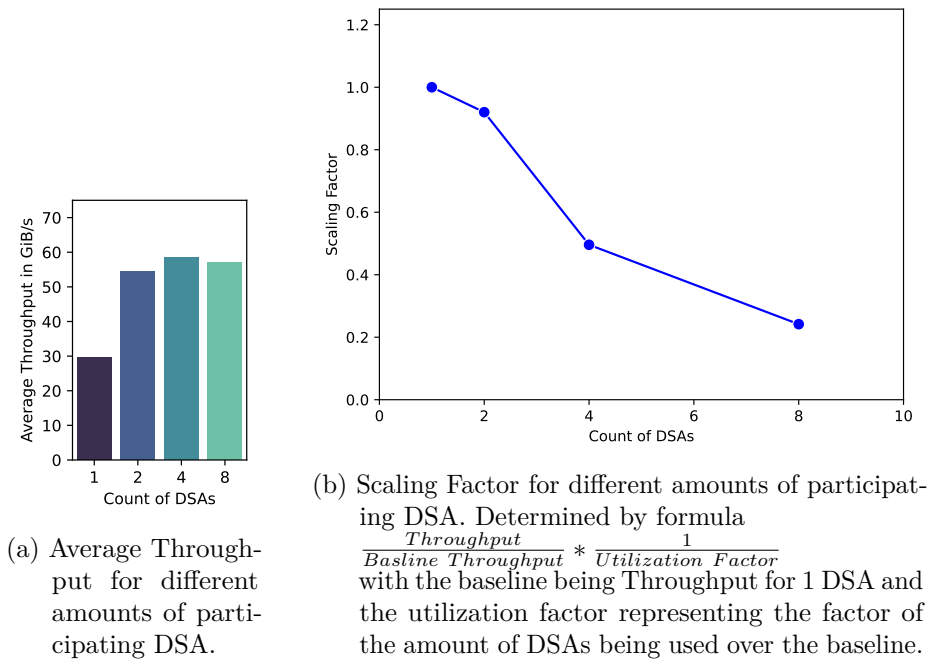 Average Throughput in GiB/s
70
60
50
40
30
20
10
0
1 2 4 8
Count of DSAs
(a) Average Through-
put for different
amounts of parti-
cipating DSA.
Scaling Factor
1.2
1.0
0.8
0.6
0.4
0.2
0.0
0 2 4 6 8 10
Count of DSAs
(b) Scaling Factor for different amounts of participat-
ing DSA. Determined by formula
Throughput / Basline Throughput * 1 / Utilization Factor
with the baseline being Throughput for 1 DSA and
the utilization factor representing the factor of
the amount of DSAs being used over the baseline.